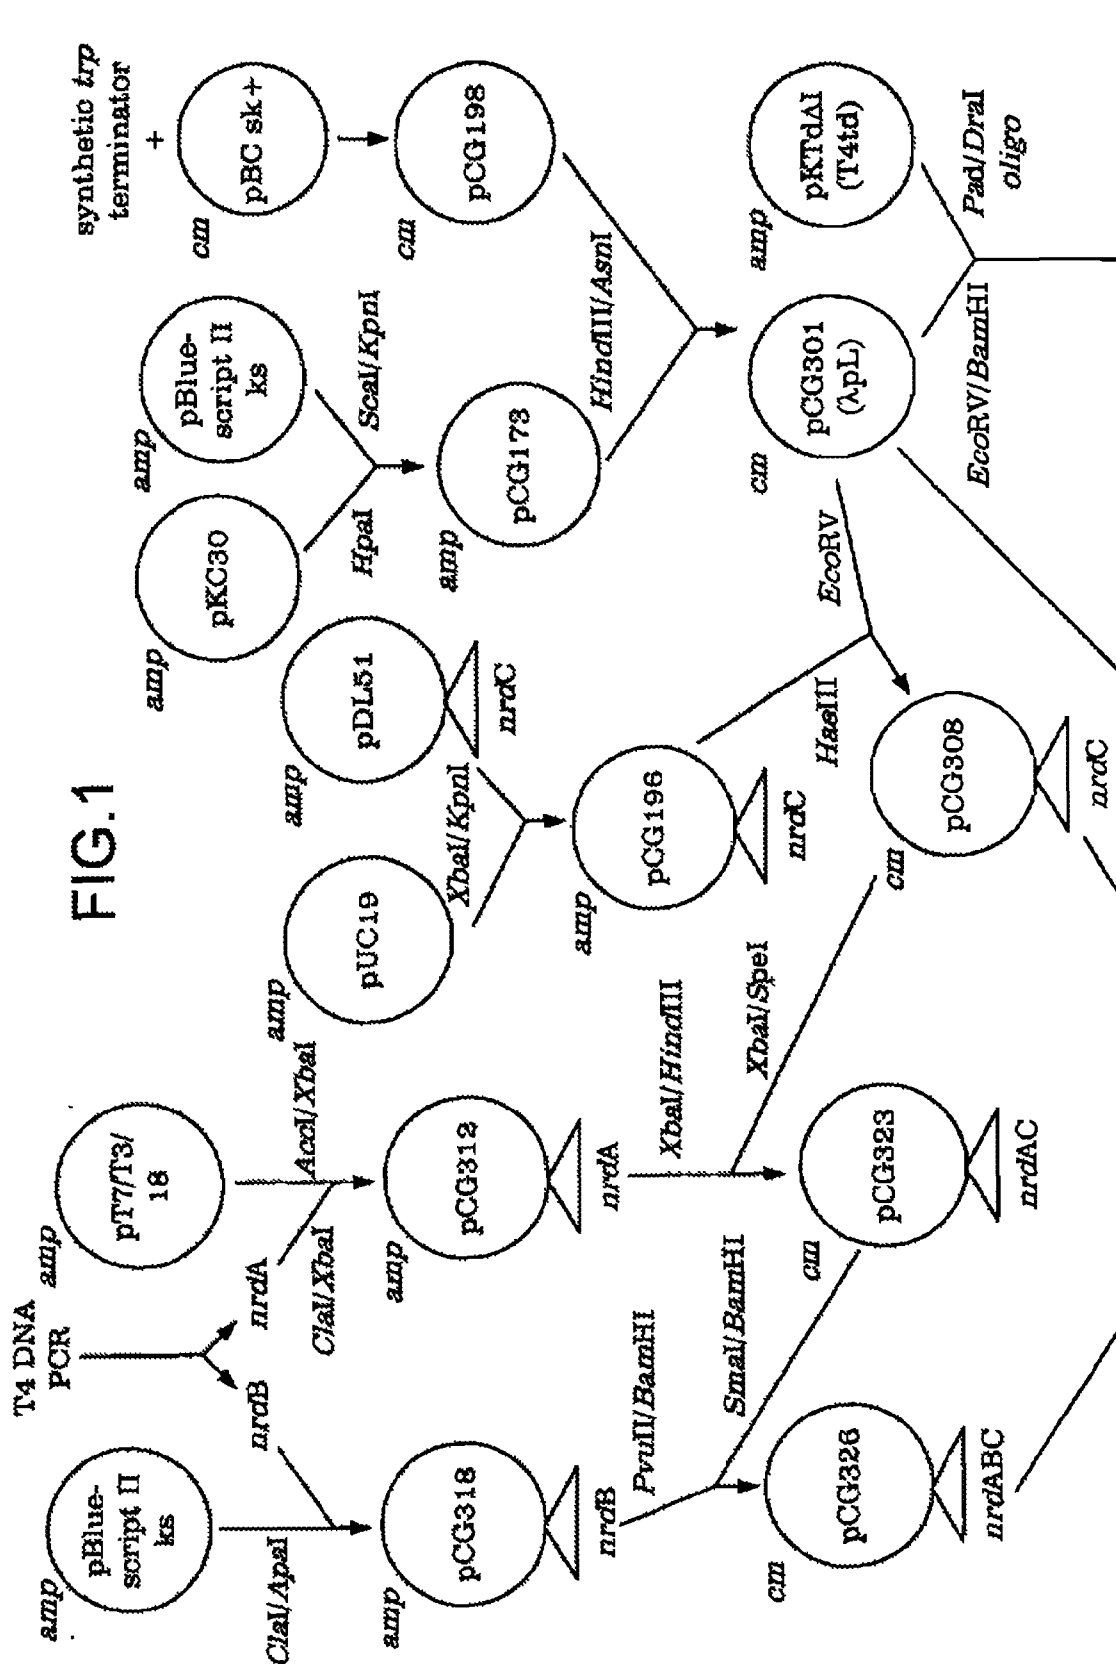 FIG.1
T4 DNA
PCR
synthetic trp
terminator
+
amp
pBlue-
script II
ks
amp
pT7/T3/
18
amp
pUC19
amp
pDL51
nrdC
amp
pKC30
amp
pBlue-
script II
ks
cm
pBC sk+
nrdB
nrdA
ClaI/ApaI
ClaI/XbaI
AccI/XbaI
XbaI/KpnI
HpaI
ScaI/KpnI
amp
pCG318
nrdB
amp
pCG312
nrdA
amp
pCG196
nrdC
amp
pCG173
cm
pCG198
PvuII/BamHI
SmaI/BamHI
XbaI/HindIII
XbaI/SpeI
HaeIII
EcoRV
HindIII/AsnI
cm
pCG326
nrdABC
cm
pCG323
nrdAC
cm
pCG308
nrdC
cm
pCG301
(λpL)
amp
pKTdΔI
(T4td)
EcoRV/BamHI
PacI/DraI
oligo